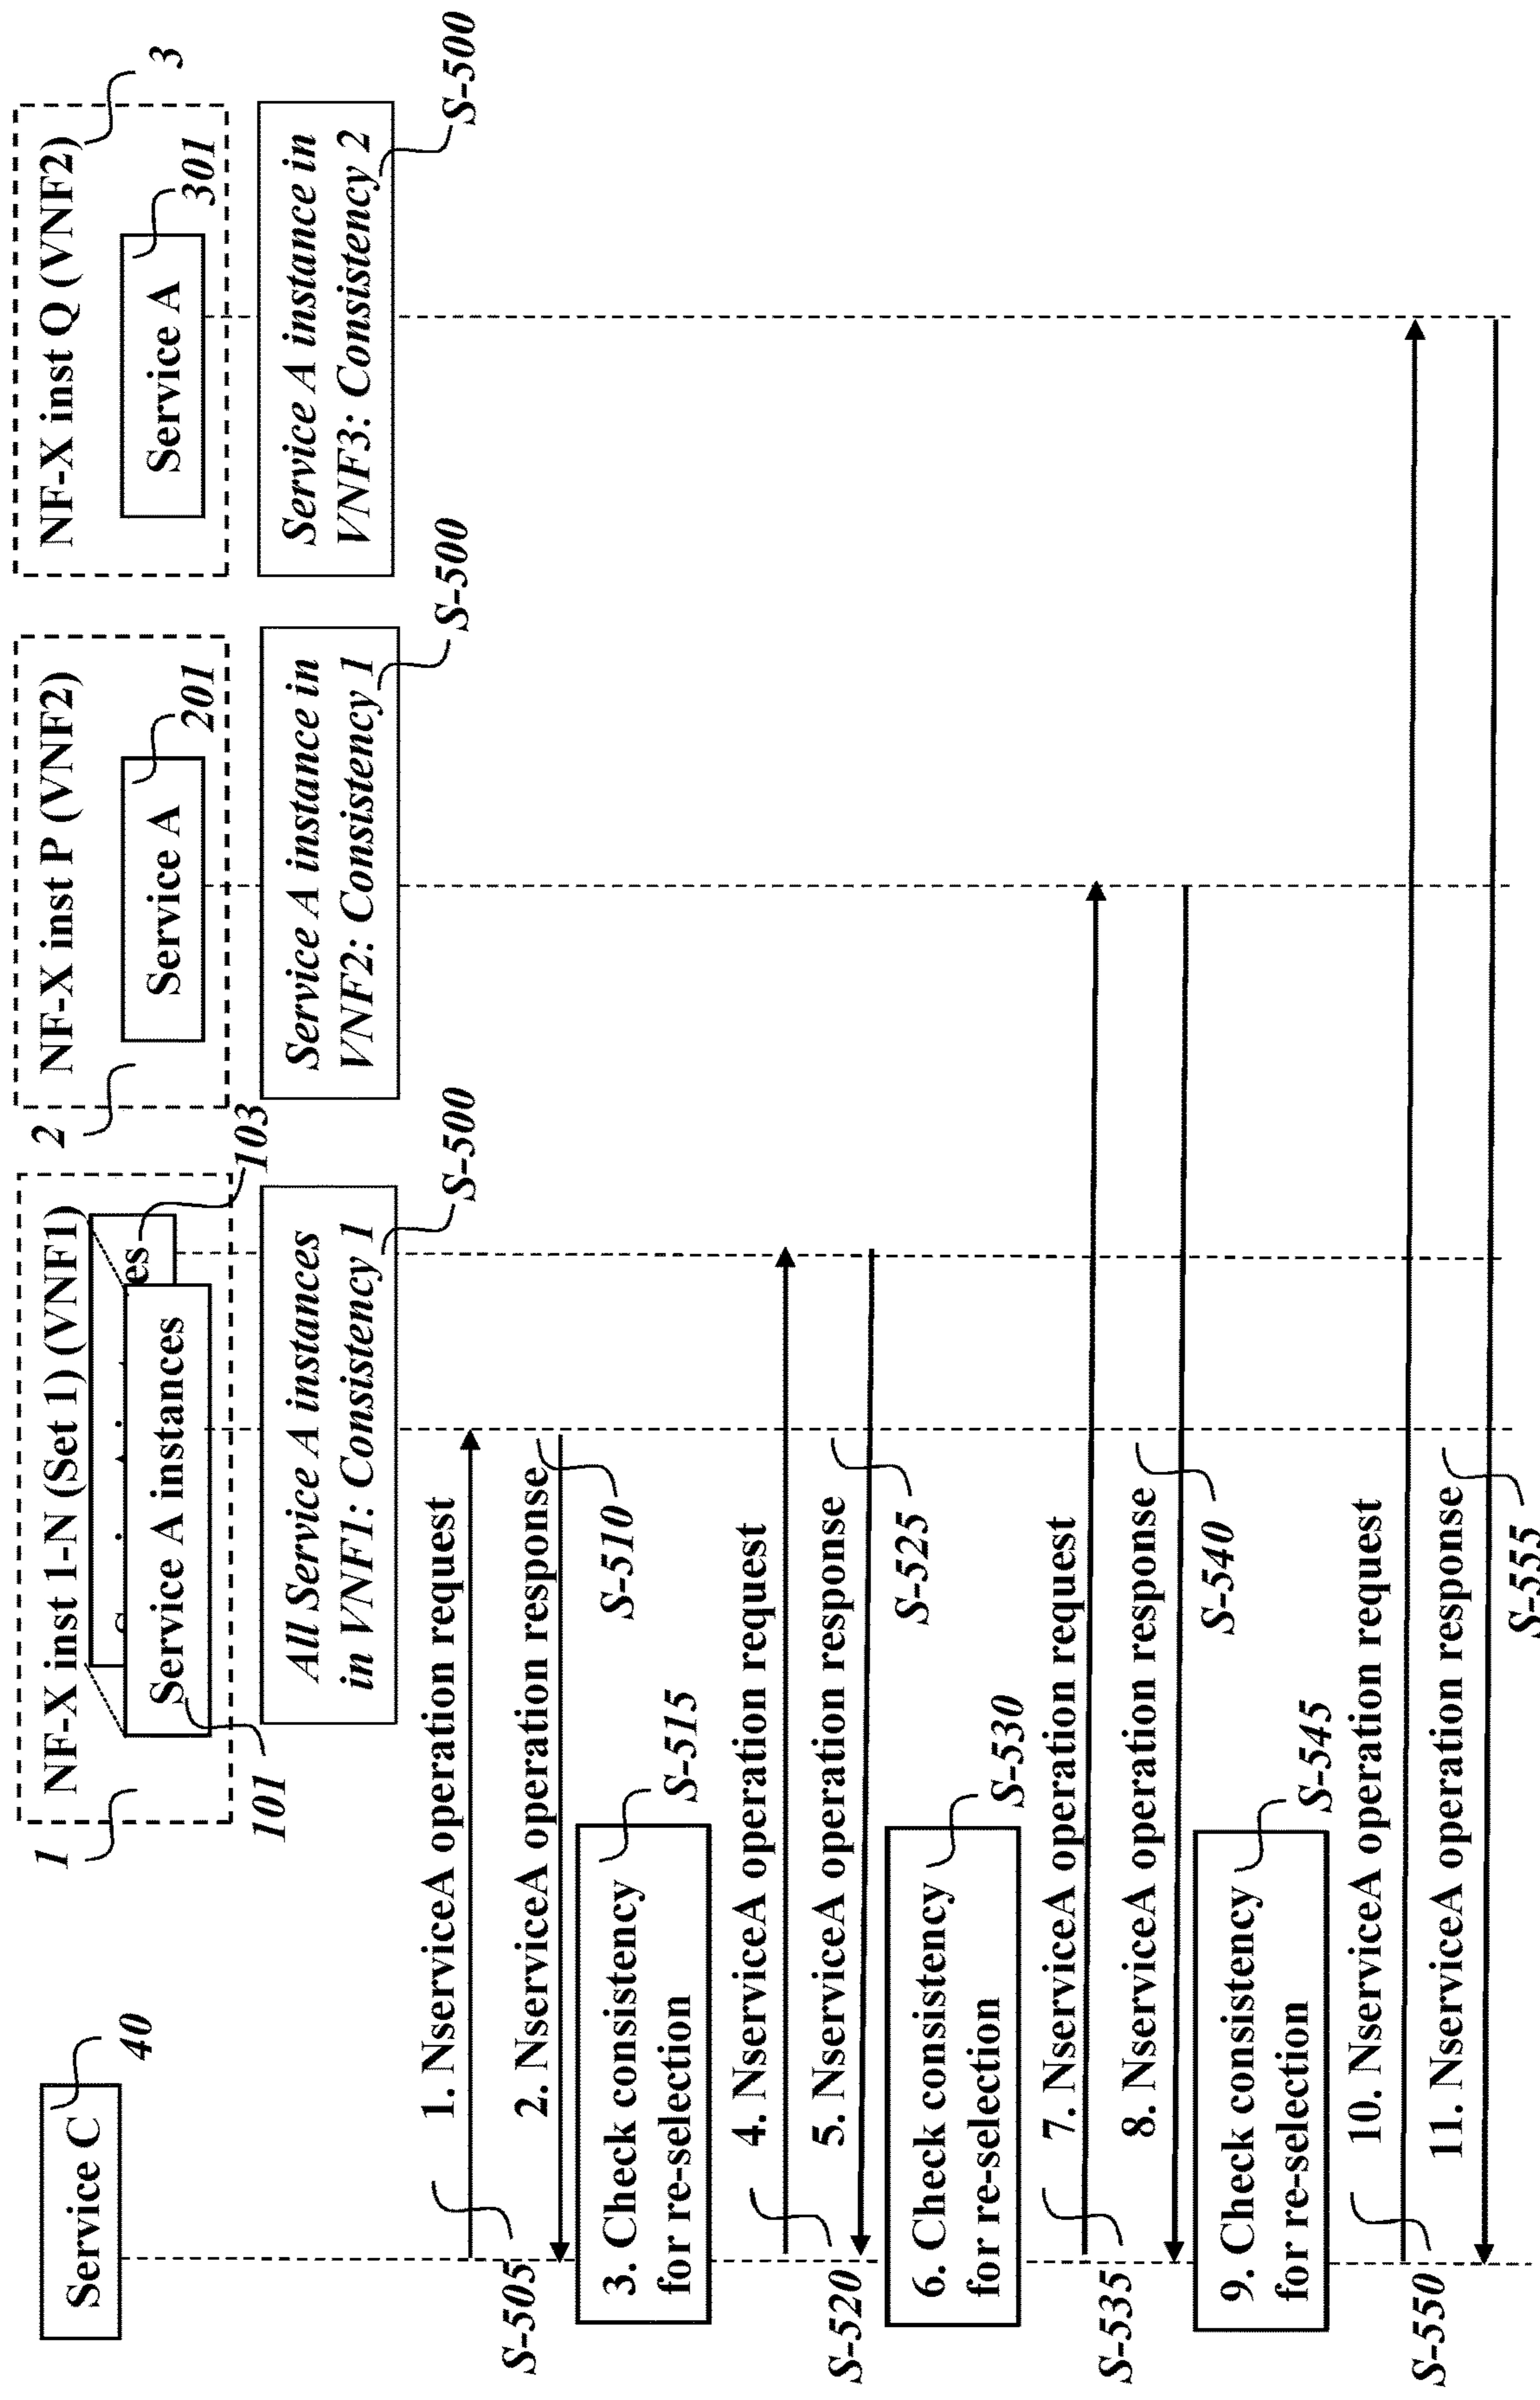 Service C
40
1
NF-X inst 1-N (Set 1) (VNF1)
es
103
Service A instances
101
2
NF-X inst P (VNF2)
Service A
201
NF-X inst Q (VNF2)
3
Service A
301
All Service A instances
in VNF1: Consistency 1
S-500
Service A instance in
VNF2: Consistency 1
S-500
Service A instance in
VNF3: Consistency 2
S-500
1. NserviceA operation request
S-505
2. NserviceA operation response
S-510
3. Check consistency
for re-selection
S-515
4. NserviceA operation request
S-520
5. NserviceA operation response
S-525
6. Check consistency
for re-selection
S-530
7. NserviceA operation request
S-535
8. NserviceA operation response
S-540
9. Check consistency
for re-selection
S-545
10. NserviceA operation request
S-550
11. NserviceA operation response
S-555